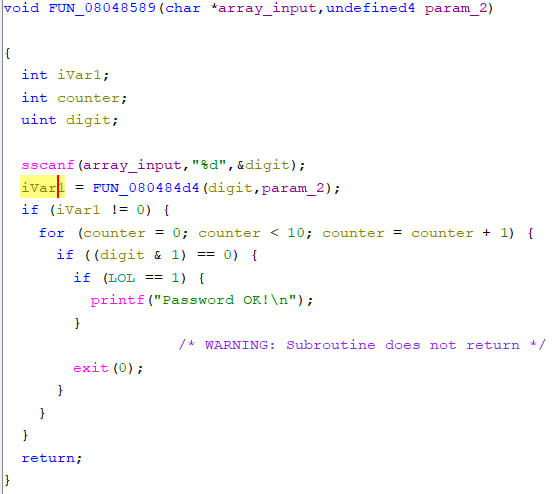 void FUN_08048589(char *array_input,undefined4 param_2)
{
int iVar1;
int counter;
uint digit;
sscanf(array_input,"%d",&digit);
iVar1 = FUN_080484d4(digit,param_2);
if (iVar1 != 0) {
for (counter = 0; counter < 10; counter = counter + 1) {
if ((digit & 1) == 0) {
if (LOL == 1) {
printf("Password OK!\n");
}
/* WARNING: Subroutine does not return */
exit(0);
}
}
}
return;
}